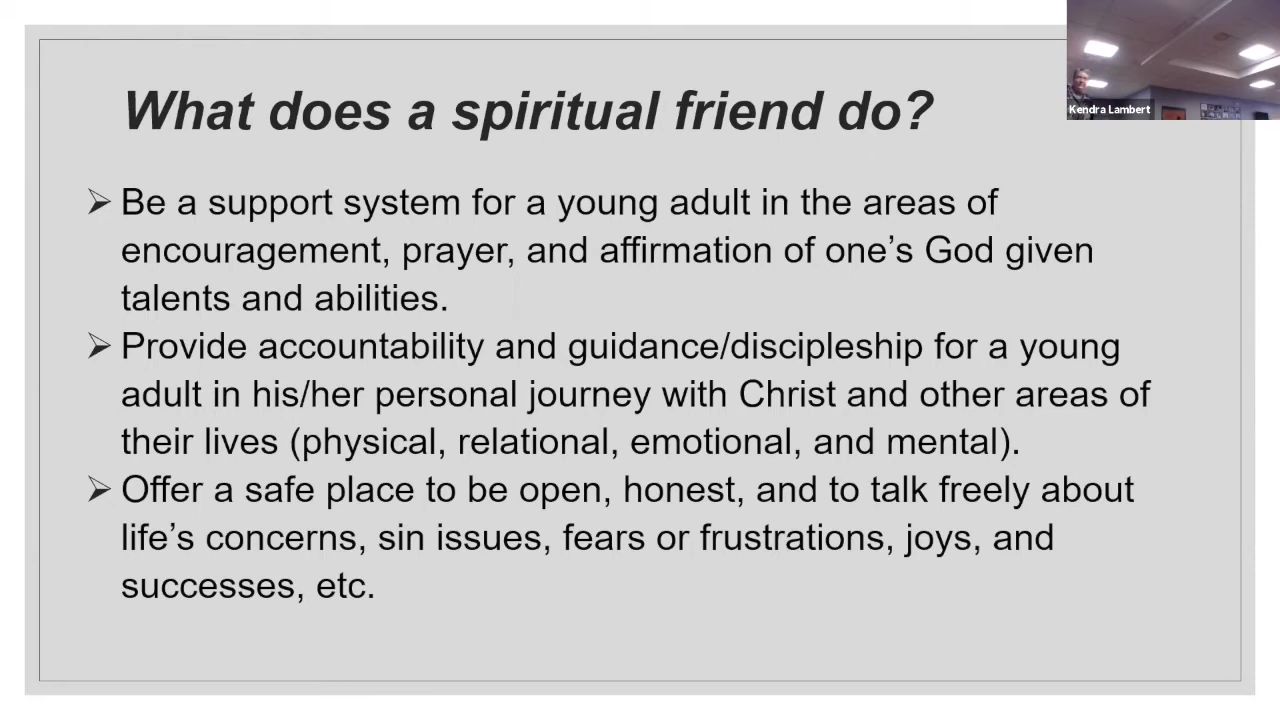 What does a spiritual friend do?
Kendra Lambert
➢ Be a support system for a young adult in the areas of
encouragement, prayer, and affirmation of one’s God given
talents and abilities.
➢ Provide accountability and guidance/discipleship for a young
adult in his/her personal journey with Christ and other areas of
their lives (physical, relational, emotional, and mental).
➢ Offer a safe place to be open, honest, and to talk freely about
life’s concerns, sin issues, fears or frustrations, joys, and
successes, etc.